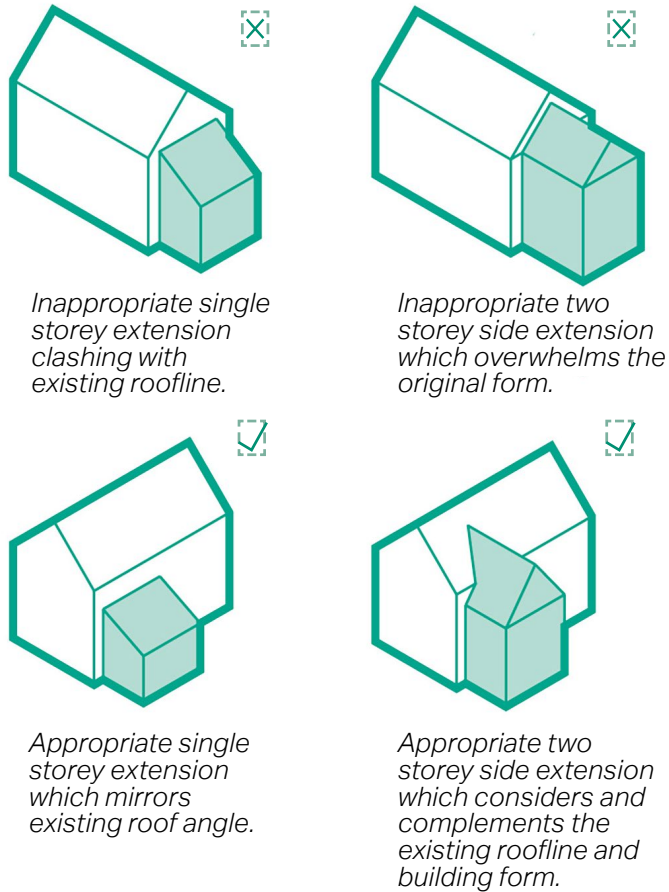 Inappropriate single
storey extension
clashing with
existing roofline.
Inappropriate two
storey side extension
which overwhelms the
original form.
Appropriate single
storey extension
which mirrors
existing roof angle.
Appropriate two
storey side extension
which considers and
complements the
existing roofline and
building form.